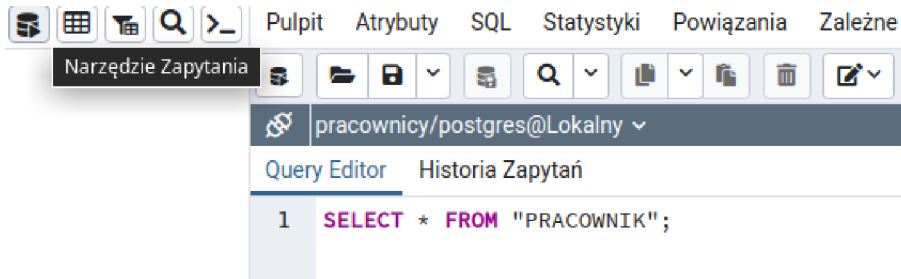 Pulpit Atrybuty SQL Statystyki Powiązania Zależne
Narzędzie Zapytania
pracownicy/postgres@Lokalny
Query Editor Historia Zapytań
1 SELECT * FROM "PRACOWNIK";